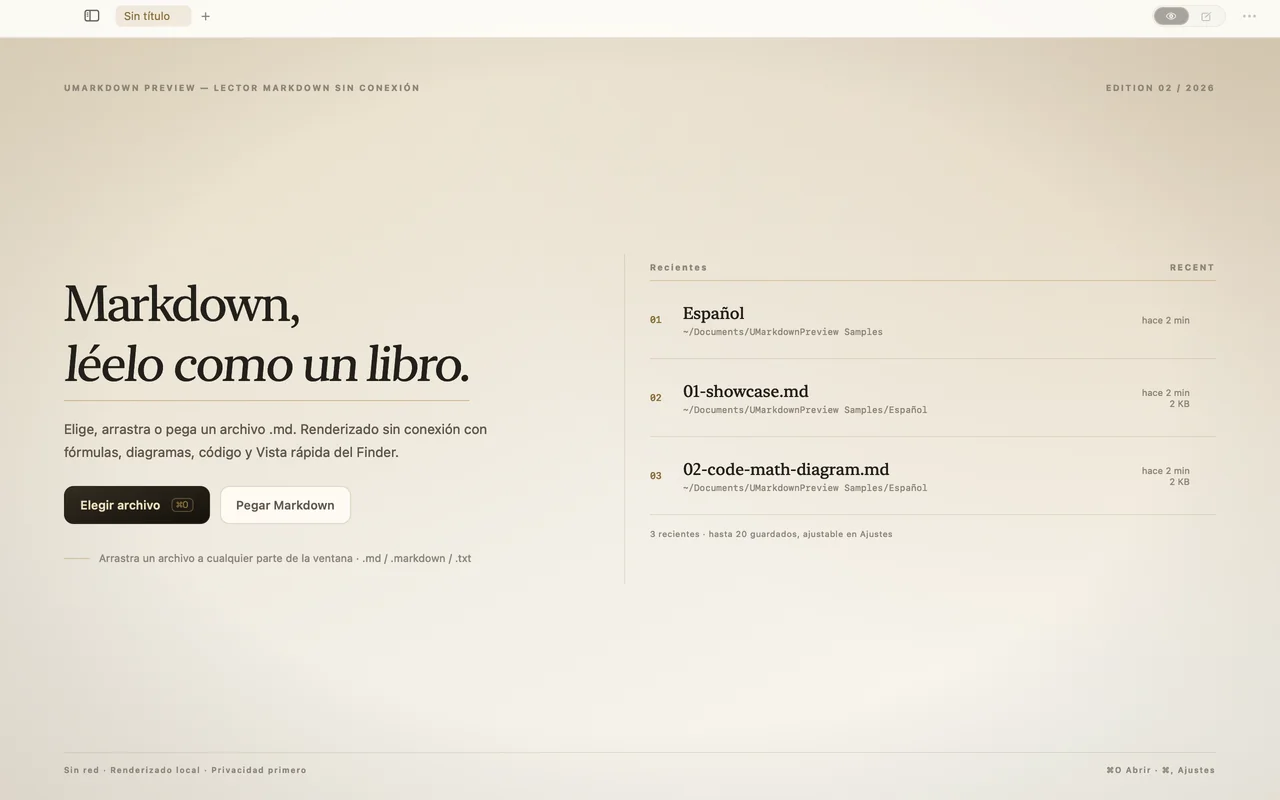 Sin título
UMARKDOWN PREVIEW — LECTOR MARKDOWN SIN CONEXIÓN
EDITION 02 / 2026
Markdown,
léelo como un libro.
Elige, arrastra o pega un archivo .md. Renderizado sin conexión con
fórmulas, diagramas, código y Vista rápida del Finder.
Elegir archivo ⌘O
Pegar Markdown
Arrastra un archivo a cualquier parte de la ventana · .md / .markdown / .txt
Recientes
RECENT
01
Español
~/Documents/UMarkdownPreview Samples
hace 2 min
02
01-showcase.md
~/Documents/UMarkdownPreview Samples/Español
hace 2 min
2 KB
03
02-code-math-diagram.md
~/Documents/UMarkdownPreview Samples/Español
hace 2 min
2 KB
3 recientes · hasta 20 guardados, ajustable en Ajustes
Sin red · Renderizado local · Privacidad primero
⌘O Abrir · ⌘, Ajustes